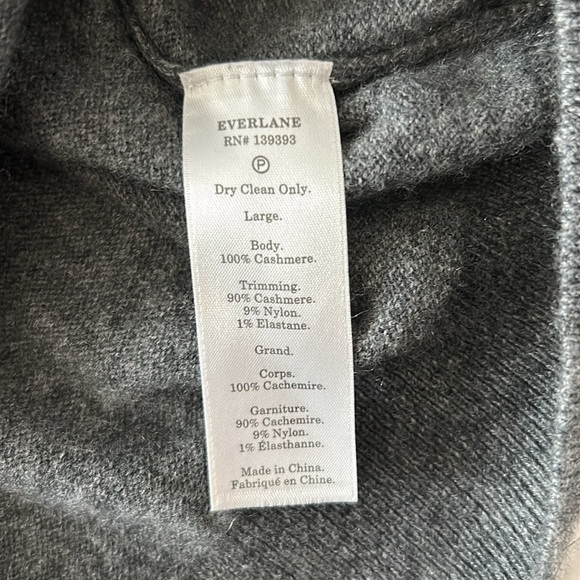 EVERLANE
RN# 139393
P
Dry Clean Only.
Large.
Body.
100% Cashmere.
Trimming.
90% Cashmere.
9% Nylon.
1% Elastane.
Grand.
Corps.
100% Cachemire.
Garniture.
90% Cachemire.
9% Nylon.
1% Élasthanne.
Made in China.
Fabriqué en Chine.